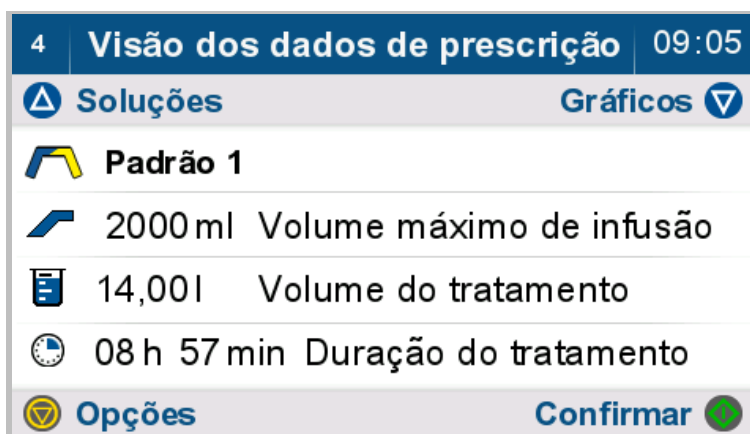 4 Visão dos dados de prescrição 09:05
Soluções Gráficos
Padrão 1
2000 ml Volume máximo de infusão
14,00 l Volume do tratamento
08 h 57 min Duração do tratamento
Opções Confirmar